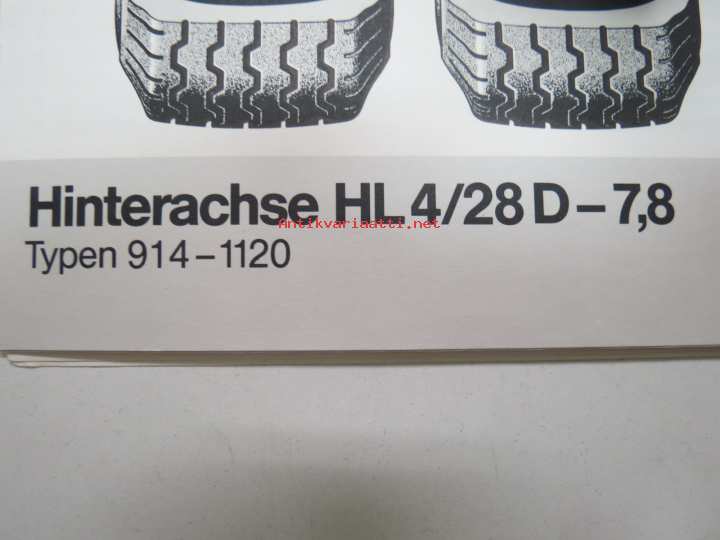 Hinterachse HL 4/28 D – 7,8
Antikvariaatti.net
Typen 914 – 1120